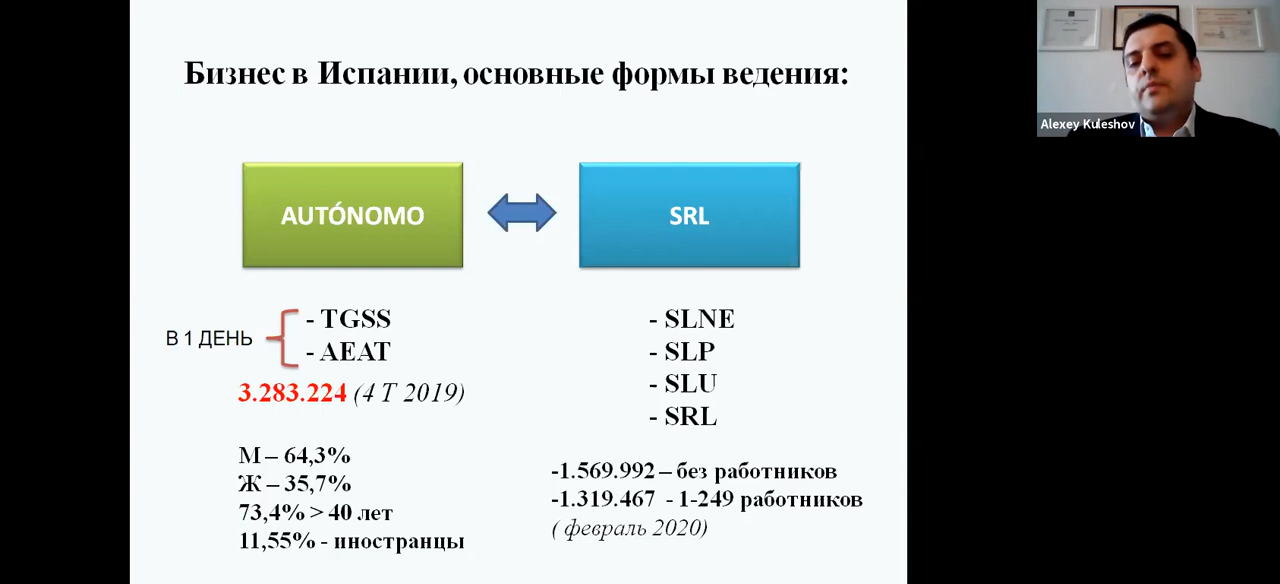 Бизнес в Испании, основные формы ведения:
Alexey Kuleshov
AUTÓNOMO
SRL
В 1 ДЕНЬ
- TGSS
- AEAT
3.283.224 (4 T 2019)
М – 64,3%
Ж – 35,7%
73,4% > 40 лет
11,55% - иностранцы
- SLNE
- SLP
- SLU
- SRL
-1.569.992 – без работников
-1.319.467 - 1-249 работников
( февраль 2020)